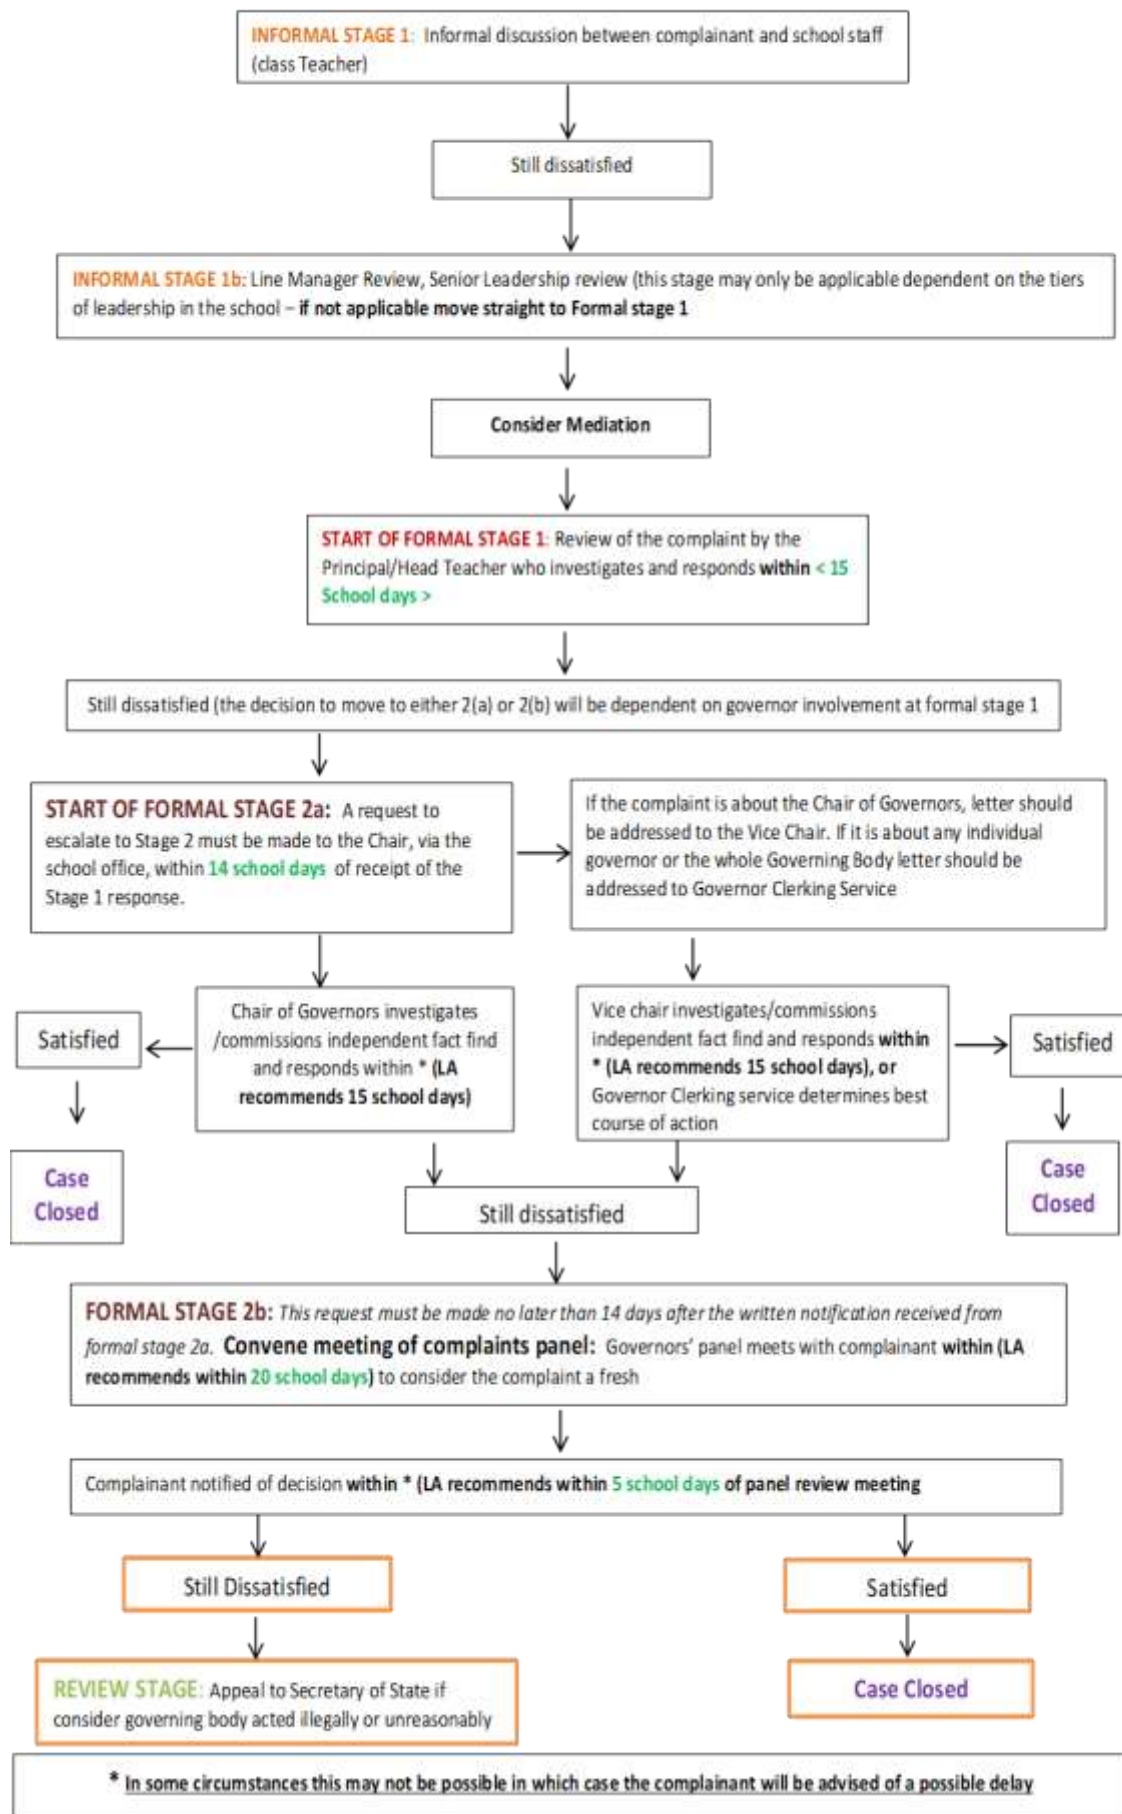 INFORMAL STAGE 1: Informal discussion between complainant and school staff
(class Teacher)
Still dissatisfied
INFORMAL STAGE 1b: Line Manager Review, Senior Leadership review (this stage may only be applicable dependent on the tiers
of leadership in the school – if not applicable move straight to Formal stage 1
Consider Mediation
START OF FORMAL STAGE 1: Review of the complaint by the
Principal/Head Teacher who investigates and responds within < 15
School days >
Still dissatisfied (the decision to move to either 2(a) or 2(b) will be dependent on governor involvement at formal stage 1
START OF FORMAL STAGE 2a: A request to
escalate to Stage 2 must be made to the Chair, via the
school office, within 14 school days of receipt of the
Stage 1 response.
If the complaint is about the Chair of Governors, letter should
be addressed to the Vice Chair. If it is about any individual
governor or the whole Governing Body letter should be
addressed to Governor Clerking Service
Satisfied
Chair of Governors investigates
/commissions independent fact find
and responds within * (LA
recommends 15 school days)
Vice chair investigates/commissions
independent fact find and responds within
* (LA recommends 15 school days), or
Governor Clerking service determines best
course of action
Satisfied
Case
Closed
Still dissatisfied
Case
Closed
FORMAL STAGE 2b: This request must be made no later than 14 days after the written notification received from
formal stage 2a. Convene meeting of complaints panel: Governors' panel meets with complainant within (LA
recommends within 20 school days) to consider the complaint a fresh
Complainant notified of decision within * (LA recommends within 5 school days of panel review meeting
Still Dissatisfied
Satisfied
REVIEW STAGE: Appeal to Secretary of State if
consider governing body acted illegally or unreasonably
Case Closed
* In some circumstances this may not be possible in which case the complainant will be advised of a possible delay